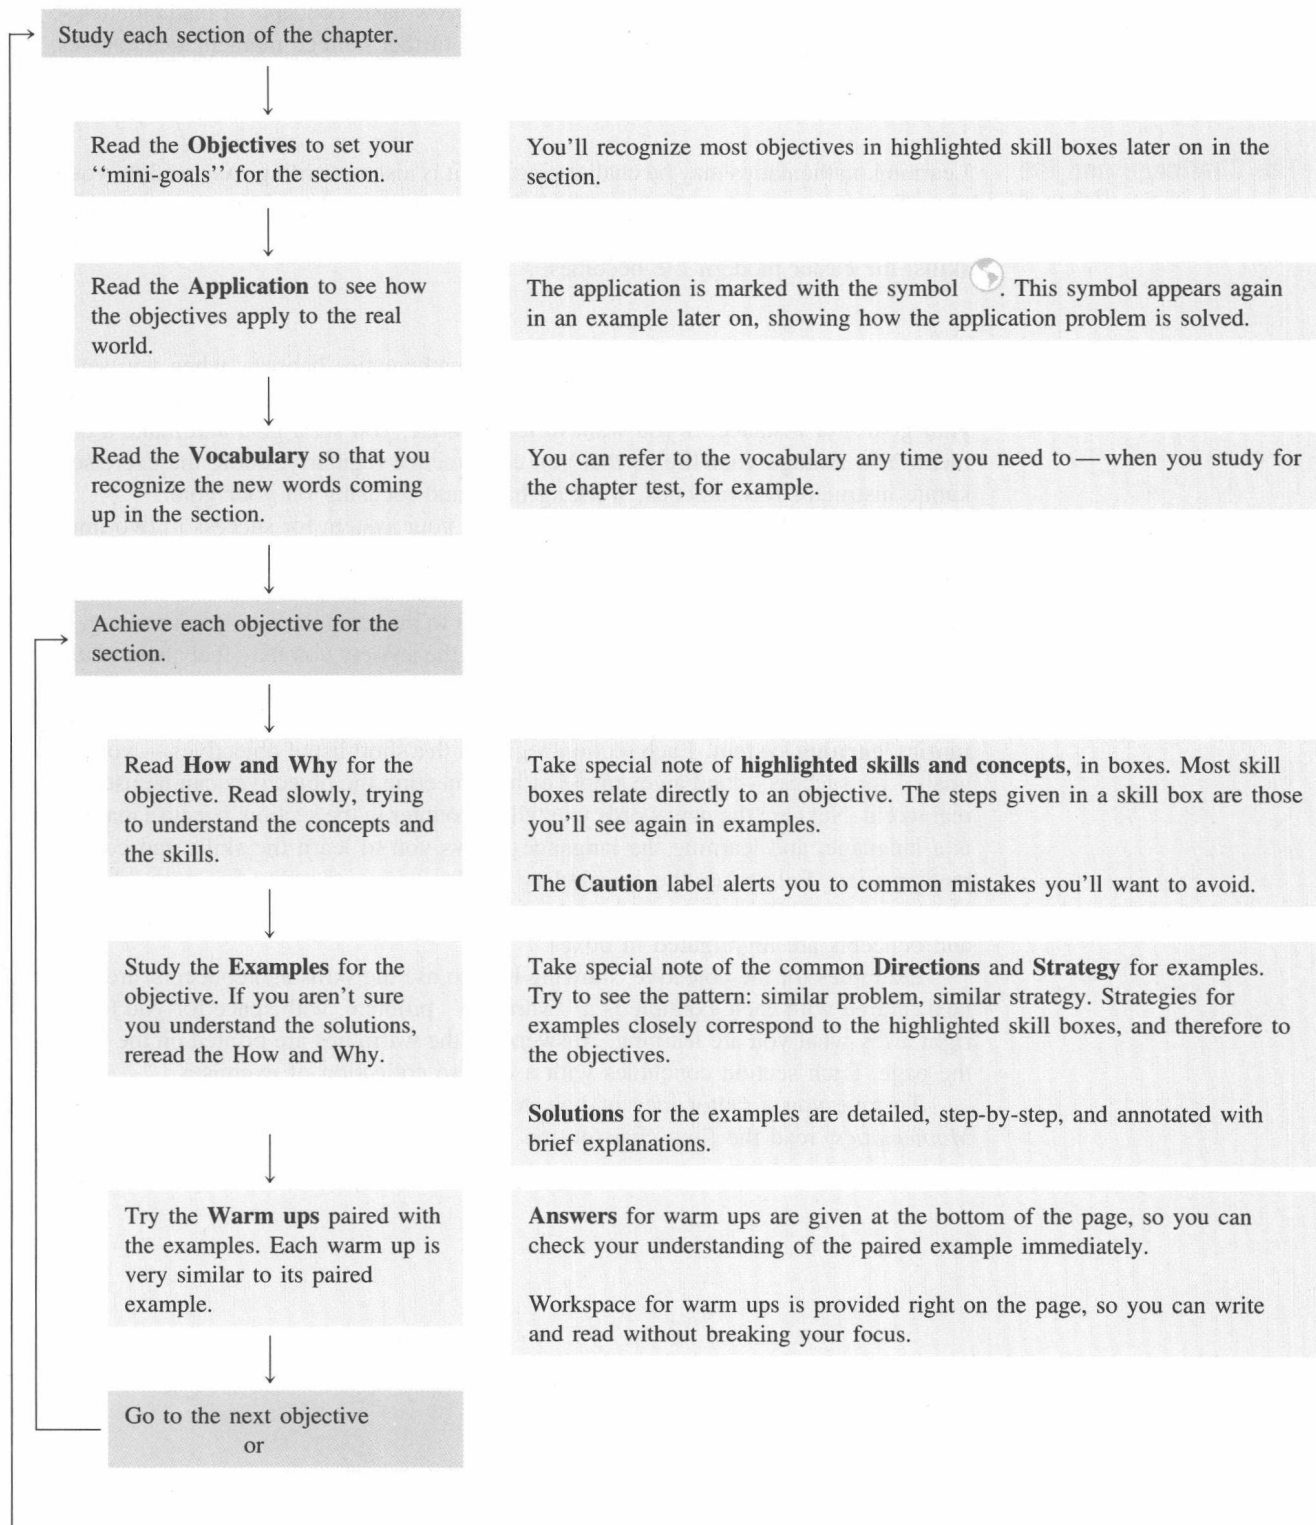 Study each section of the chapter.
Read the Objectives to set your
‘‘mini-goals’’ for the section.
You’ll recognize most objectives in highlighted skill boxes later on in the
section.
Read the Application to see how
the objectives apply to the real
world.
The application is marked with the symbol . This symbol appears again
in an example later on, showing how the application problem is solved.
Read the Vocabulary so that you
recognize the new words coming
up in the section.
You can refer to the vocabulary any time you need to — when you study for
the chapter test, for example.
Achieve each objective for the
section.
Read How and Why for the
objective. Read slowly, trying
to understand the concepts and
the skills.
Take special note of highlighted skills and concepts, in boxes. Most skill
boxes relate directly to an objective. The steps given in a skill box are those
you’ll see again in examples.
The Caution label alerts you to common mistakes you’ll want to avoid.
Study the Examples for the
objective. If you aren’t sure
you understand the solutions,
reread the How and Why.
Take special note of the common Directions and Strategy for examples.
Try to see the pattern: similar problem, similar strategy. Strategies for
examples closely correspond to the highlighted skill boxes, and therefore to
the objectives.
Solutions for the examples are detailed, step-by-step, and annotated with
brief explanations.
Try the Warm ups paired with
the examples. Each warm up is
very similar to its paired
example.
Answers for warm ups are given at the bottom of the page, so you can
check your understanding of the paired example immediately.
Workspace for warm ups is provided right on the page, so you can write
and read without breaking your focus.
Go to the next objective
or